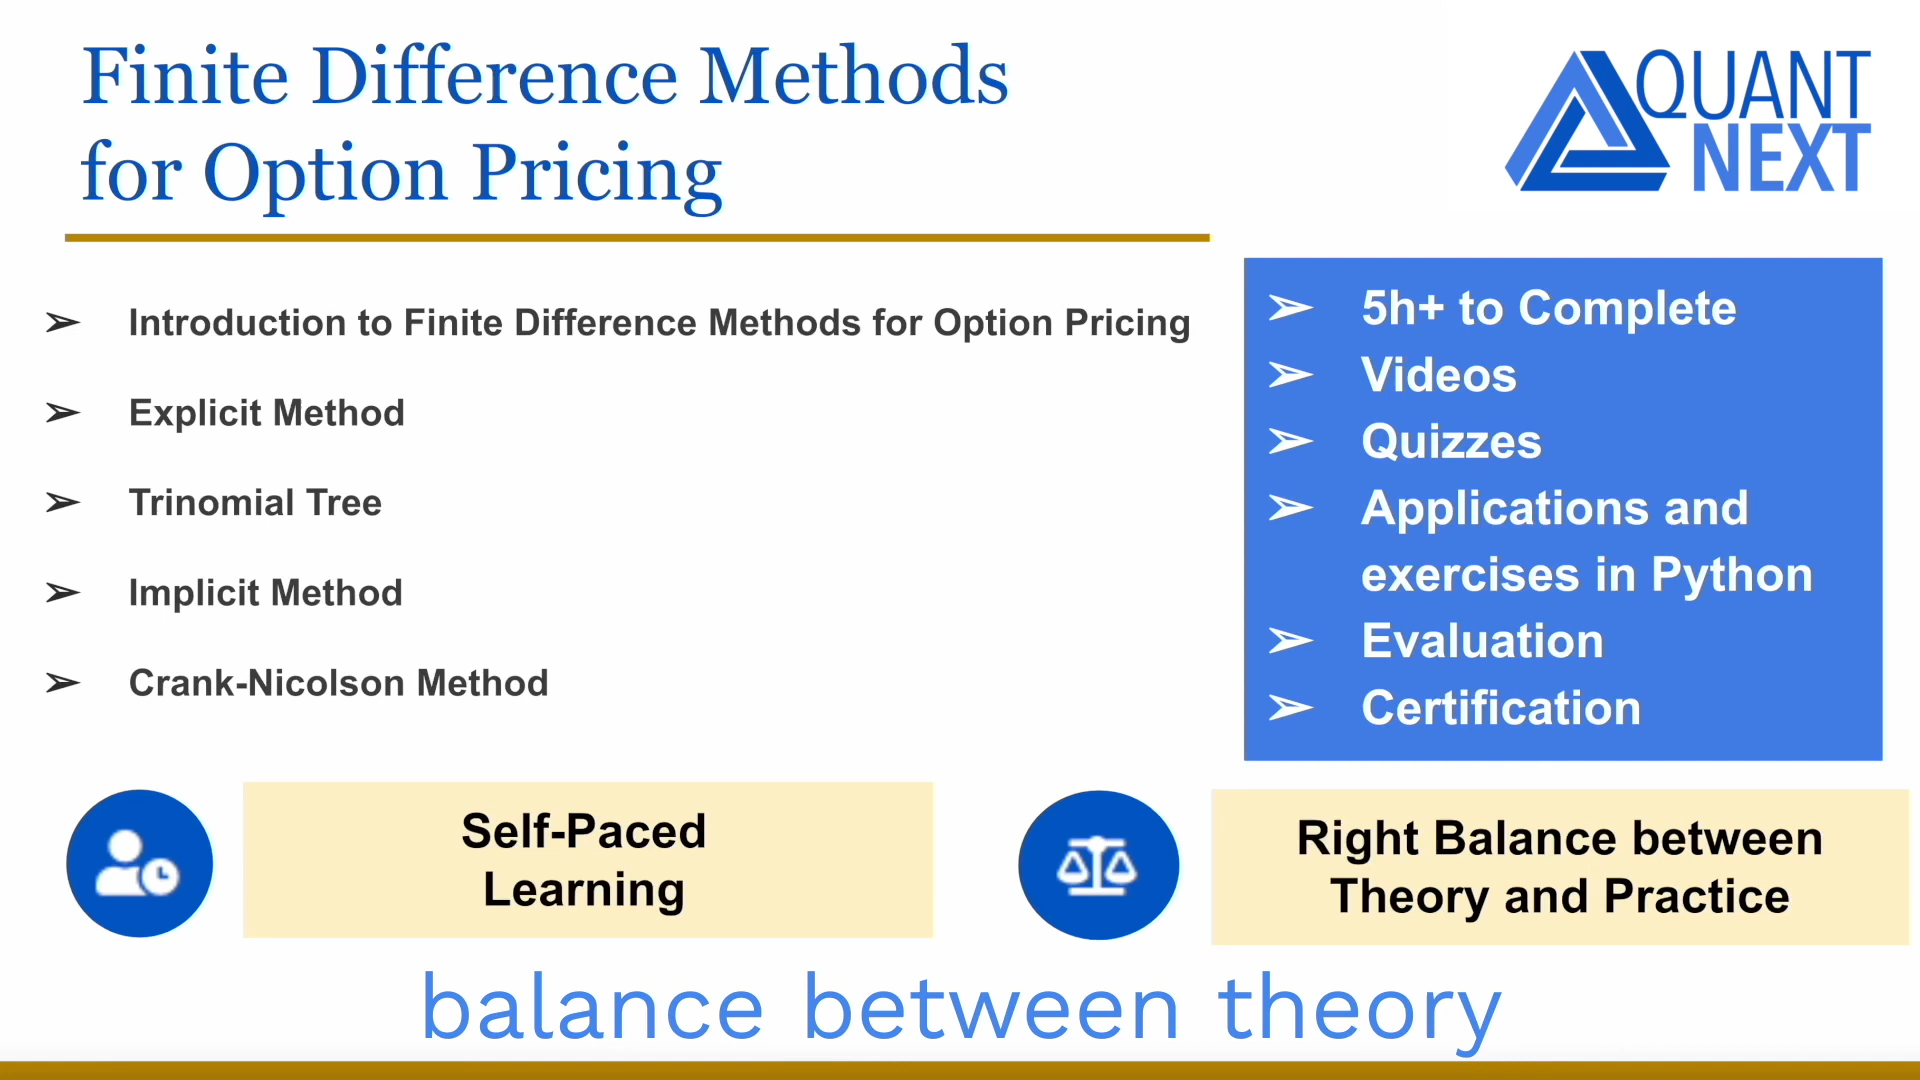 Finite Difference Methods
for Option Pricing
QUANT
NEXT
➢ Introduction to Finite Difference Methods for Option Pricing
➢ Explicit Method
➢ Trinomial Tree
➢ Implicit Method
➢ Crank-Nicolson Method
➢ 5h+ to Complete
➢ Videos
➢ Quizzes
➢ Applications and
exercises in Python
➢ Evaluation
➢ Certification
Self-Paced
Learning
Right Balance between
Theory and Practice
balance between theory